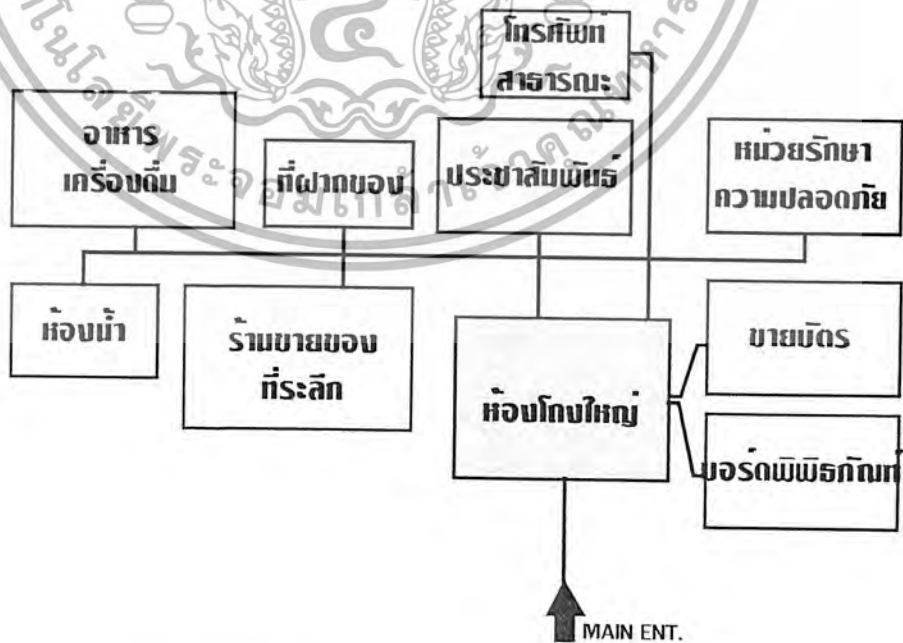 โทรศัพท์
สาธารณะ
อาหาร
เครื่องดื่ม
ที่ฝากของ
ประชาสัมพันธ์
หน่วยรักษา
ความปลอดภัย
ห้องน้ำ
ร้านขายของ
ที่ระลึก
ห้องโถงใหญ่
ขายบัตร
บอร์ดพิพิธภัณฑ์
MAIN ENT.